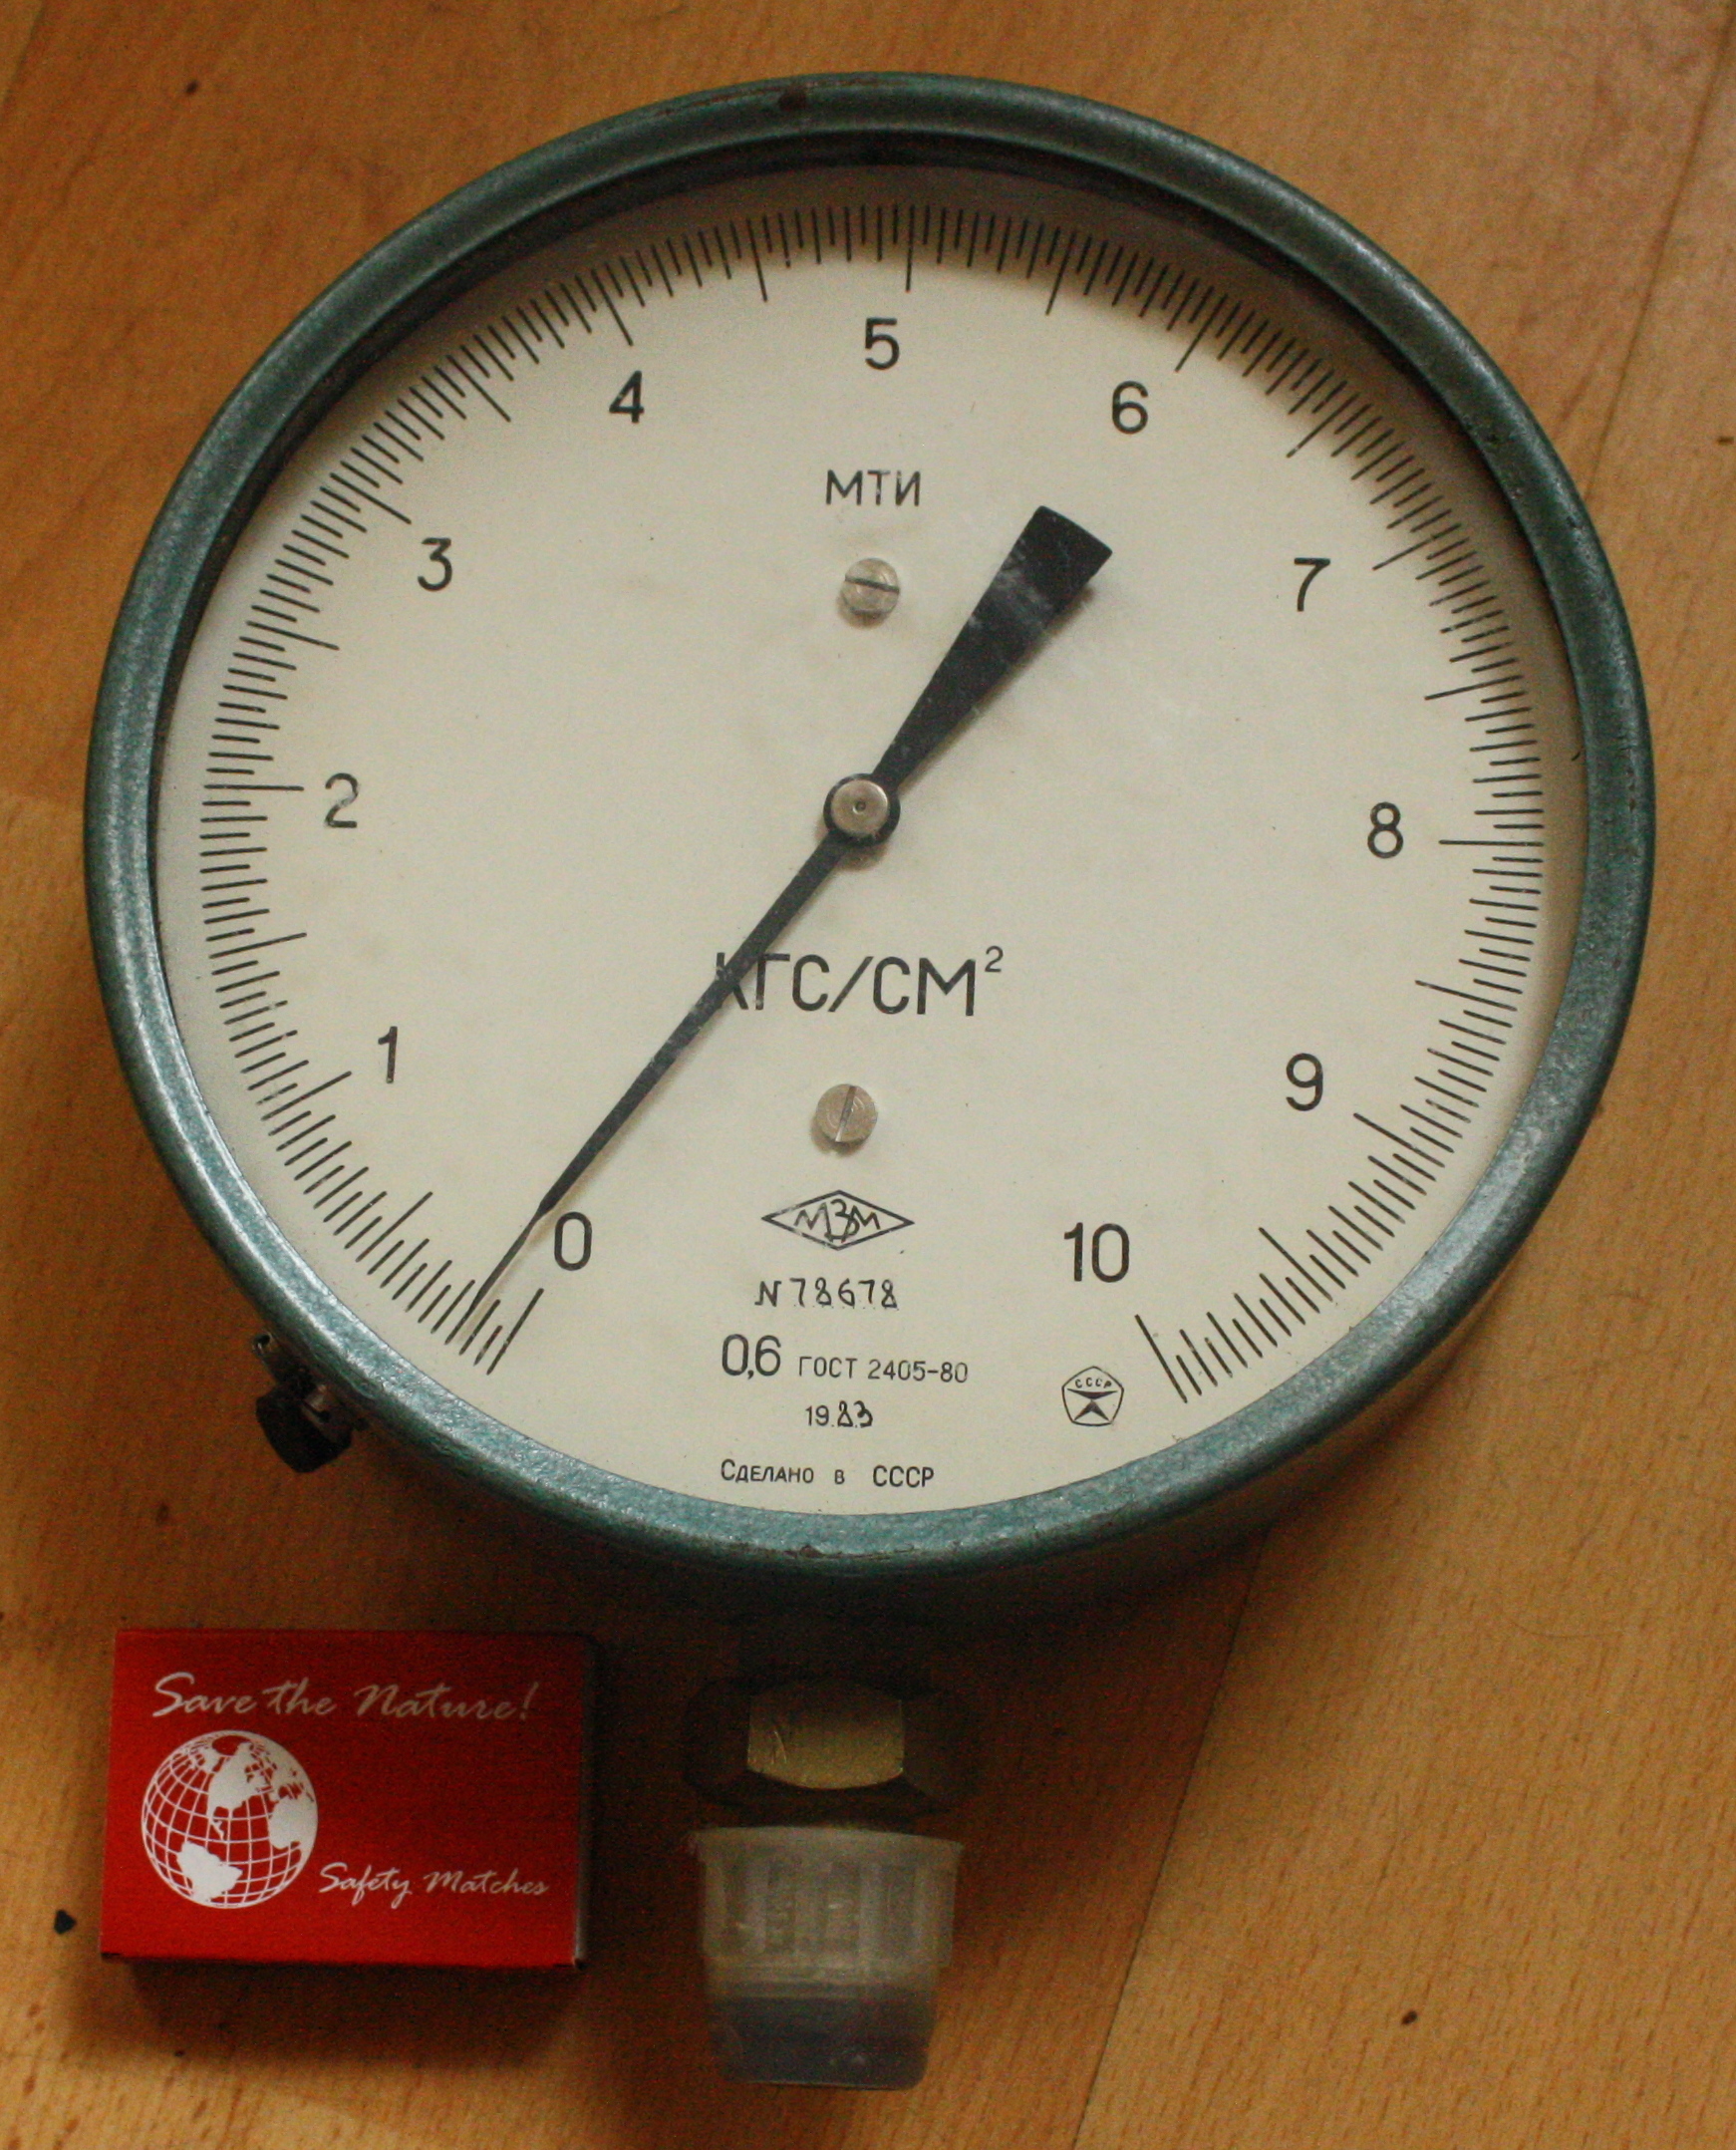 5
4
6
МТИ
3
7
2
8
КГС/СМ²
1
9
МЗМ
0
10
N 78678
0,6 ГОСТ 2405-80
СССР
1983
Сделано в СССР
Save the Nature!
Safety Matches